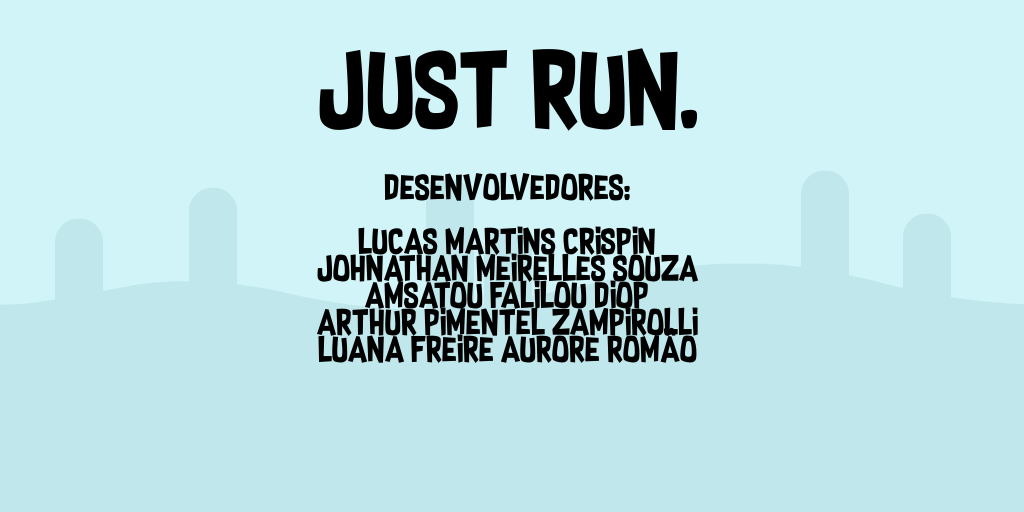 JUST RUN.
DESENVOLVEDORES:
LUCAS MARTiNS CRiSPiN
JOHNATHAN MEiRELLES SOUZA
AMSATOU FALiLOU DiOP
ARTHUR PiMENTEL ZAMPiROLLi
LUANA FREiRE AURORE ROMÃO